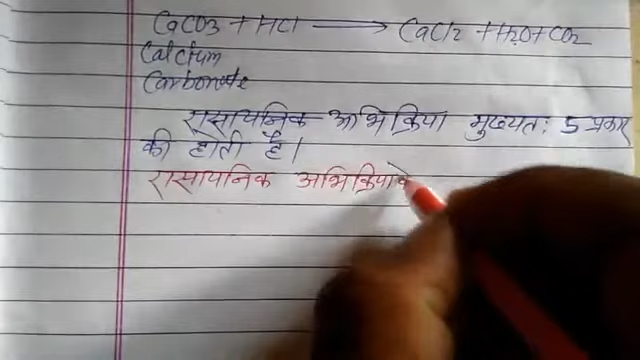 CaCO3 + HCl ⟶ CaCl2 + H2O + CO2
Calcium
Carbonate
रासायनिक अभिक्रिया मुख्यतः 5 प्रकार
की होती है।
रासायनिक अभिक्रिया के